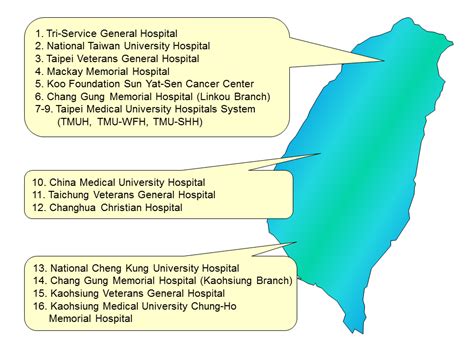 1. Tri-Service General Hospital
2. National Taiwan University Hospital
3. Taipei Veterans General Hospital
4. Mackay Memorial Hospital
5. Koo Foundation Sun Yat-Sen Cancer Center
6. Chang Gung Memorial Hospital (Linkou Branch)
7-9. Taipei Medical University Hospitals System
(TMUH, TMU-WFH, TMU-SHH)
10. China Medical University Hospital
11. Taichung Veterans General Hospital
12. Changhua Christian Hospital
13. National Cheng Kung University Hospital
14. Chang Gung Memorial Hospital (Kaohsiung Branch)
15. Kaohsiung Veterans General Hospital
16. Kaohsiung Medical University Chung-Ho
Memorial Hospital